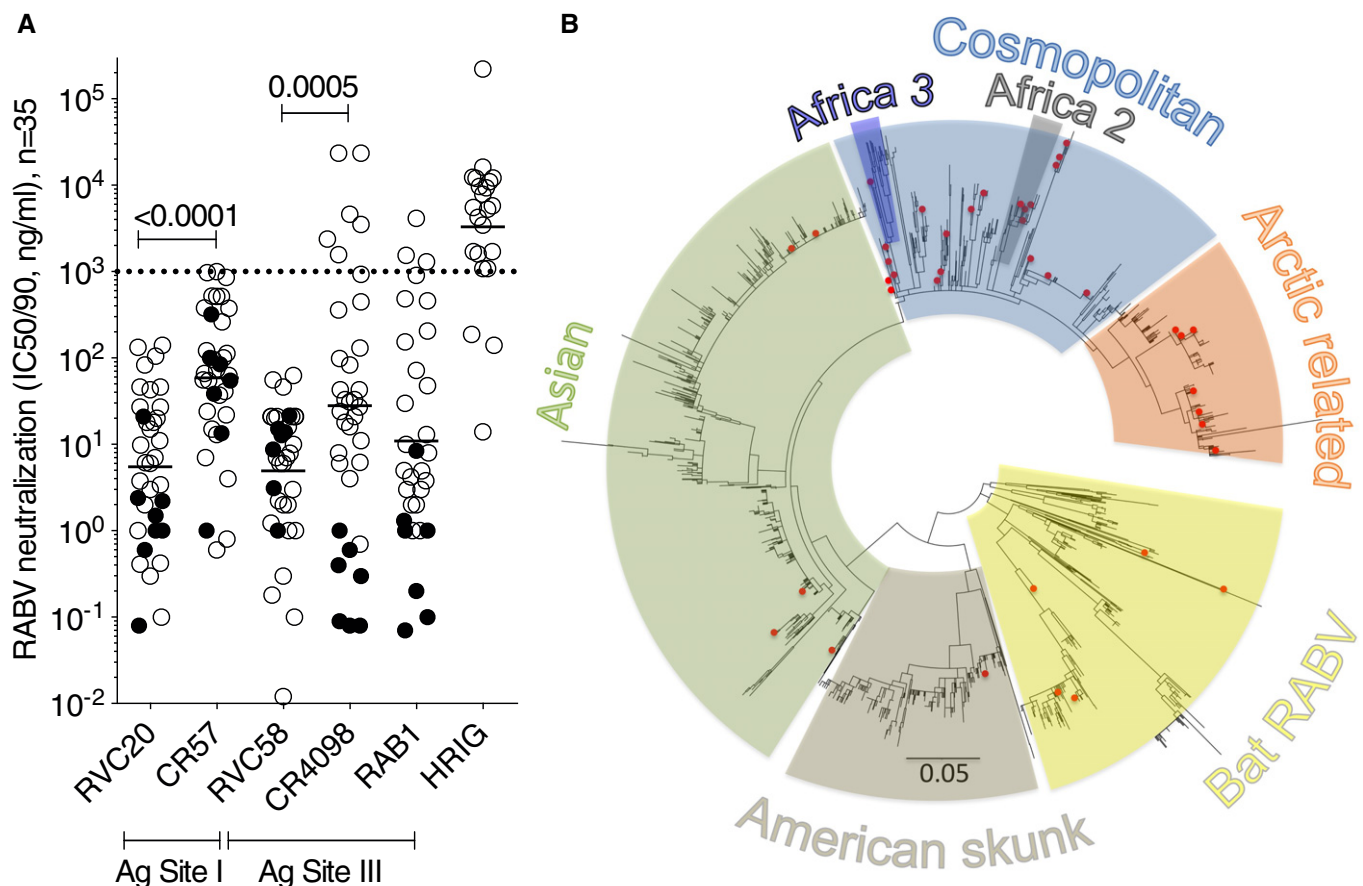 A
RABV neutralization (IC50/90, ng/ml), n=35
10^5
10^4
10^3
10^2
10^1
10^0
10^-1
10^-2
<0.0001
0.0005
RVC20
CR57
RVC58
CR4098
RAB1
HRIG
Ag Site I
Ag Site III
B
Cosmopolitan
Africa 3
Africa 2
Arctic related
Asian
Bat RABV
American skunk
0.05